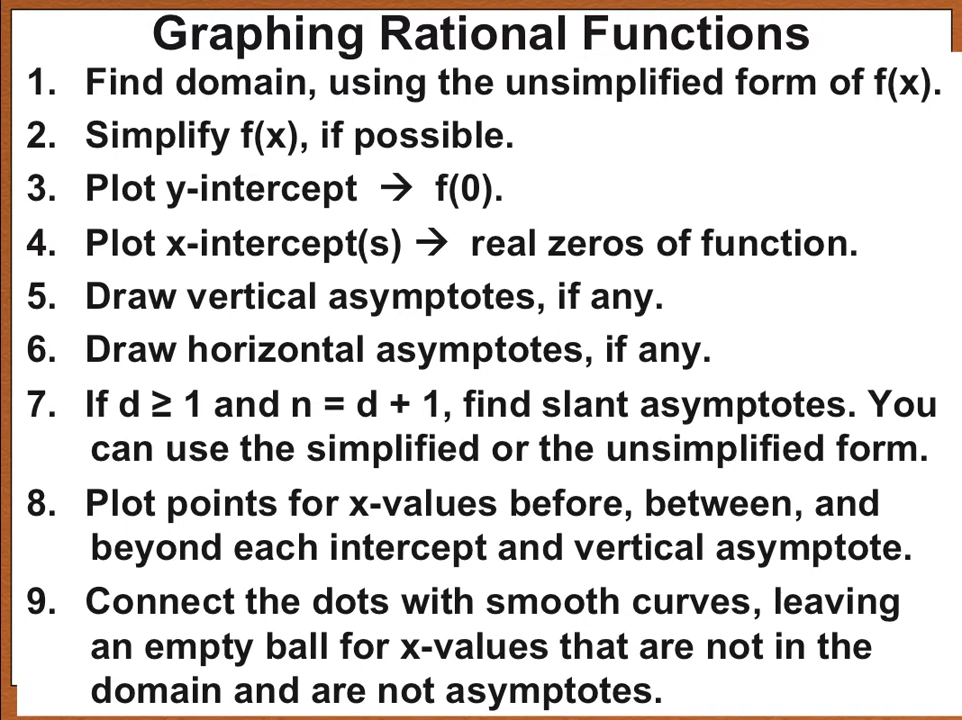 Graphing Rational Functions
1. Find domain, using the unsimplified form of f(x).
2. Simplify f(x), if possible.
3. Plot y-intercept → f(0).
4. Plot x-intercept(s) → real zeros of function.
5. Draw vertical asymptotes, if any.
6. Draw horizontal asymptotes, if any.
7. If d ≥ 1 and n = d + 1, find slant asymptotes. You
can use the simplified or the unsimplified form.
8. Plot points for x-values before, between, and
beyond each intercept and vertical asymptote.
9. Connect the dots with smooth curves, leaving
an empty ball for x-values that are not in the
domain and are not asymptotes.